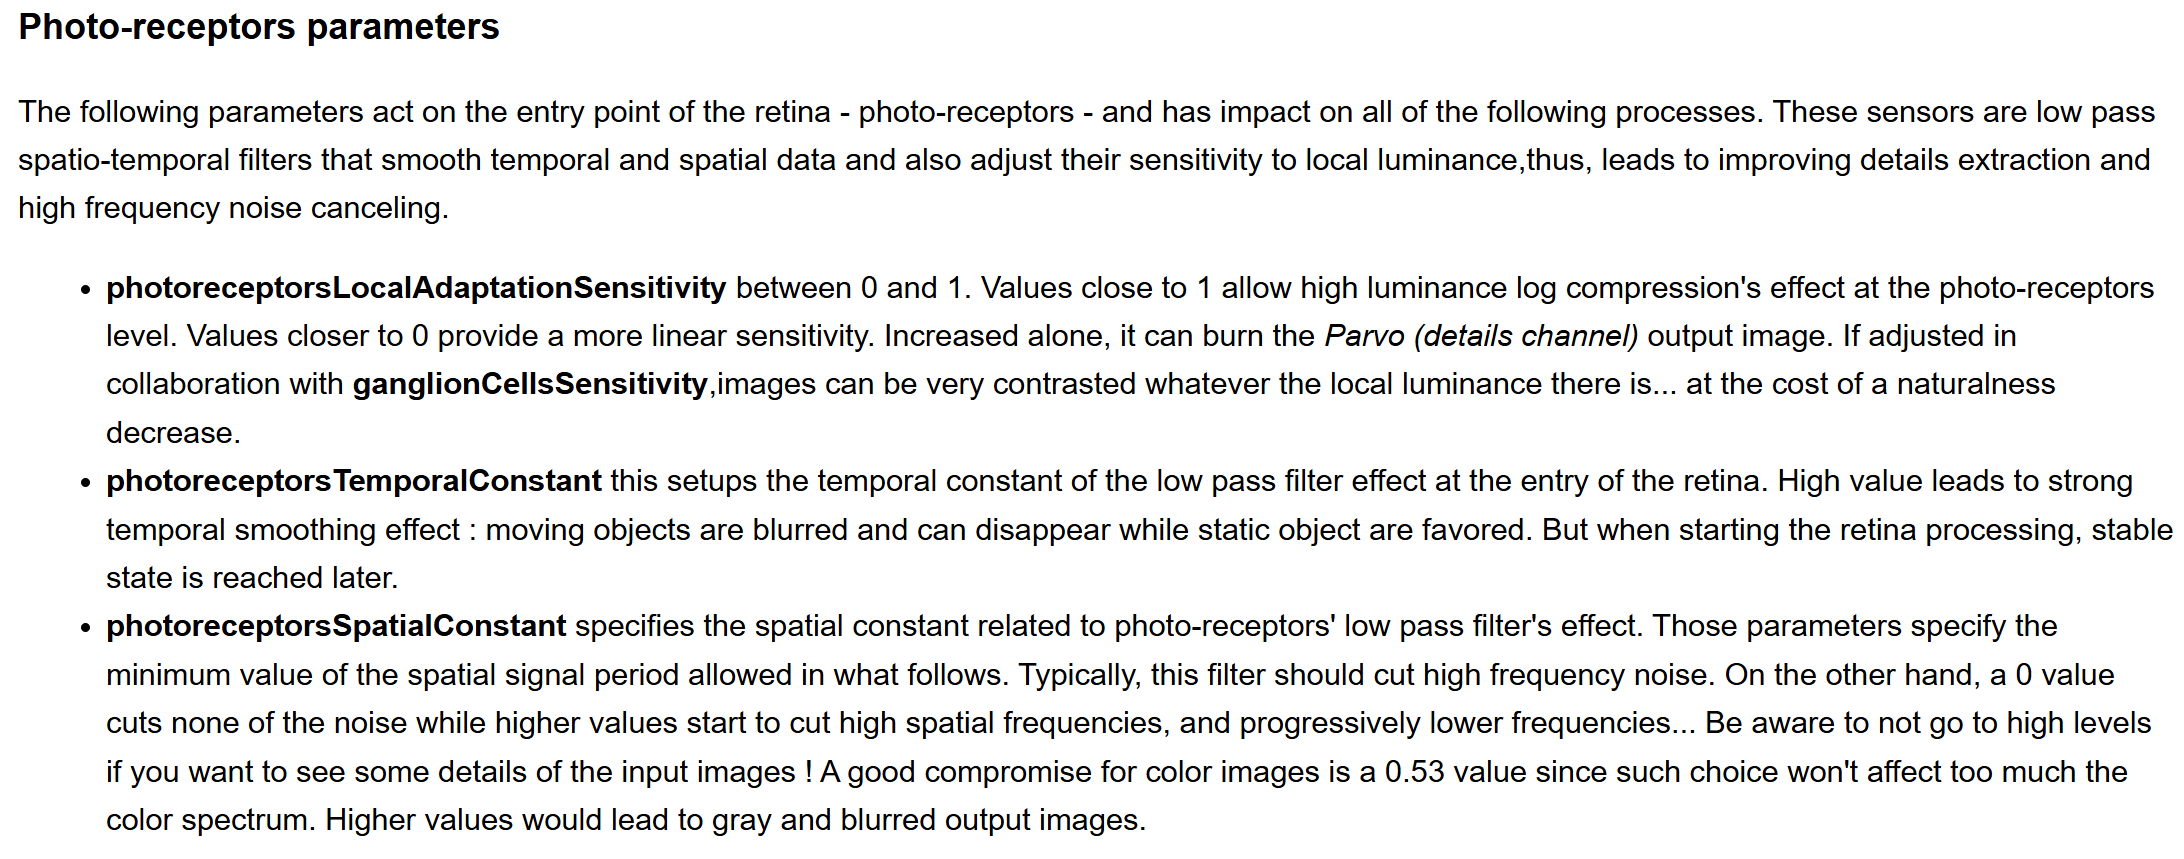 Photo-receptors parameters
The following parameters act on the entry point of the retina - photo-receptors - and has impact on all of the following processes. These sensors are low pass
spatio-temporal filters that smooth temporal and spatial data and also adjust their sensitivity to local luminance,thus, leads to improving details extraction and
high frequency noise canceling.
• photoreceptorsLocalAdaptationSensitivity between 0 and 1. Values close to 1 allow high luminance log compression's effect at the photo-receptors
level. Values closer to 0 provide a more linear sensitivity. Increased alone, it can burn the Parvo (details channel) output image. If adjusted in
collaboration with ganglionCellsSensitivity,images can be very contrasted whatever the local luminance there is... at the cost of a naturalness
decrease.
• photoreceptorsTemporalConstant this setups the temporal constant of the low pass filter effect at the entry of the retina. High value leads to strong
temporal smoothing effect : moving objects are blurred and can disappear while static object are favored. But when starting the retina processing, stable
state is reached later.
• photoreceptorsSpatialConstant specifies the spatial constant related to photo-receptors' low pass filter's effect. Those parameters specify the
minimum value of the spatial signal period allowed in what follows. Typically, this filter should cut high frequency noise. On the other hand, a 0 value
cuts none of the noise while higher values start to cut high spatial frequencies, and progressively lower frequencies... Be aware to not go to high levels
if you want to see some details of the input images ! A good compromise for color images is a 0.53 value since such choice won't affect too much the
color spectrum. Higher values would lead to gray and blurred output images.